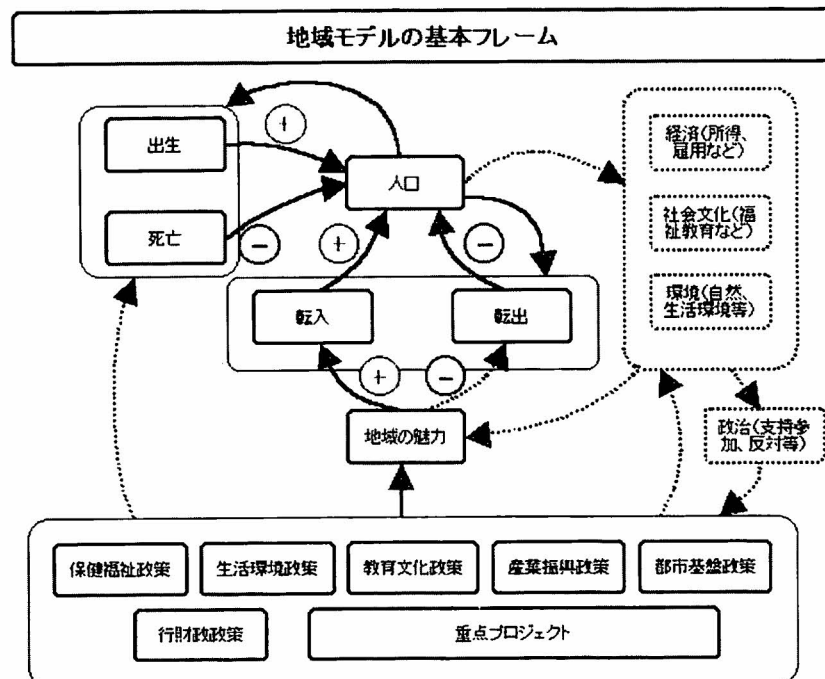 地域モデルの基本フレーム
出生
＋
人口
経済(所得、
雇用など)
死亡
－
＋
－
社会文化(福
祉教育など)
転入
転出
環境(自然、
生活環境等)
＋
－
地域の魅力
政治(支持参
加、反対等)
保健福祉政策
生活環境政策
教育文化政策
産業振興政策
都市基盤政策
行財政政策
重点プロジェクト